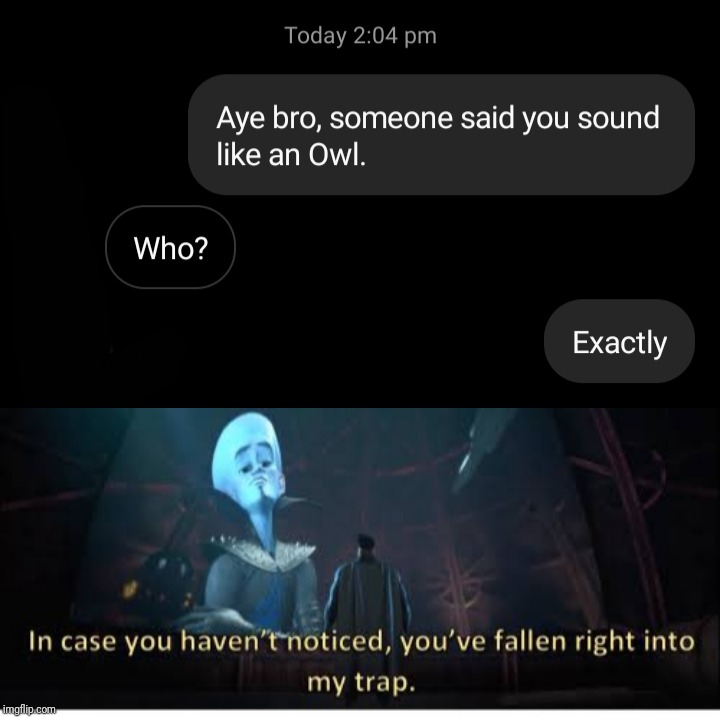 Today 2:04 pm
Aye bro, someone said you sound
like an Owl.
Who?
Exactly
In case you haven't noticed, you've fallen right into
my trap.
imgflip.com